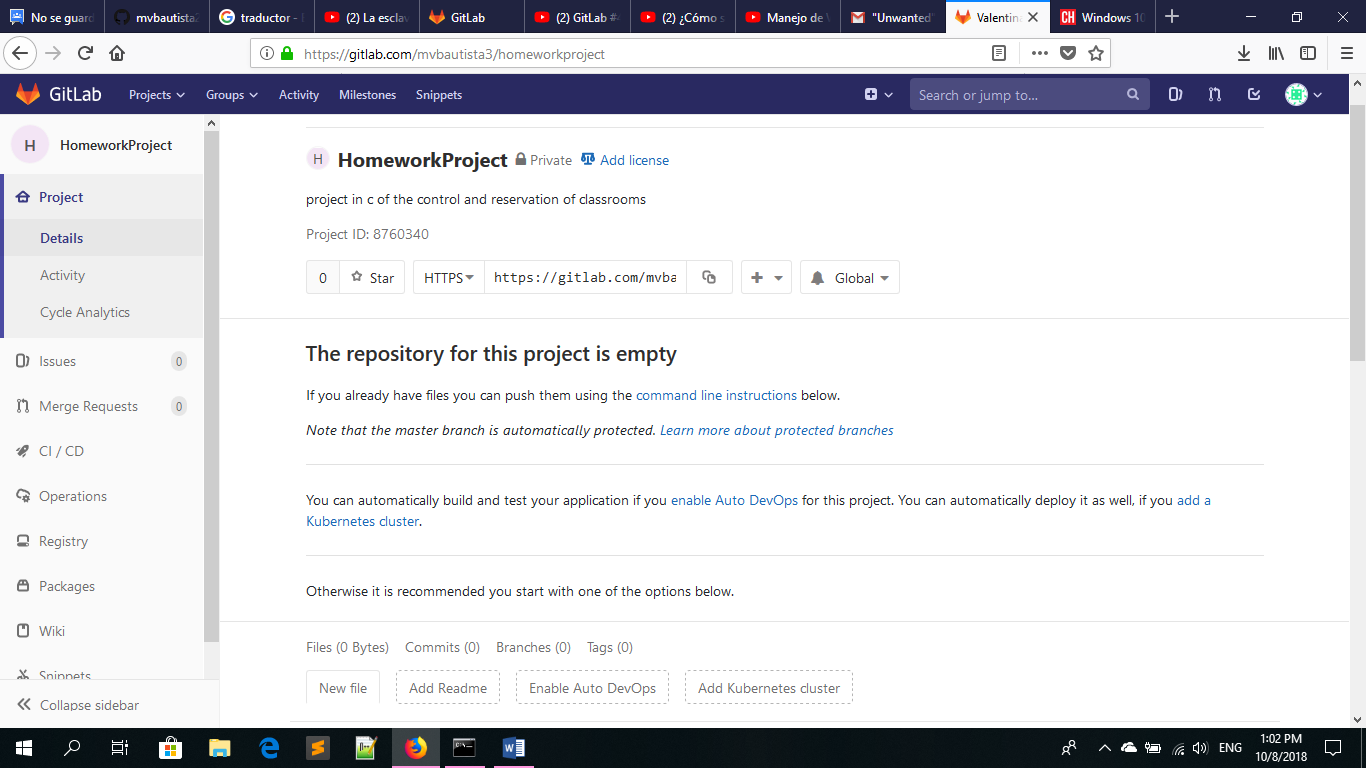 No se guard
mvbautista
traductor -
(2) La esclav
GitLab
(2) GitLab #
(2) ¿Cómo s
Manejo de
"Unwanted"
Valentina
Windows 10
https://gitlab.com/mvbautista3/homeworkproject
GitLab Projects Groups Activity Milestones Snippets Search or jump to...
H HomeworkProject
Project
Details
Activity
Cycle Analytics
Issues 0
Merge Requests 0
CI / CD
Operations
Registry
Packages
Wiki
Snippets
Collapse sidebar
H HomeworkProject Private Add license
project in c of the control and reservation of classrooms
Project ID: 8760340
0 Star HTTPS https://gitlab.com/mvba Global
The repository for this project is empty
If you already have files you can push them using the command line instructions below.
Note that the master branch is automatically protected. Learn more about protected branches
You can automatically build and test your application if you enable Auto DevOps for this project. You can automatically deploy it as well, if you add a
Kubernetes cluster.
Otherwise it is recommended you start with one of the options below.
Files (0 Bytes) Commits (0) Branches (0) Tags (0)
New file Add Readme Enable Auto DevOps Add Kubernetes cluster
ENG
1:02 PM
10/8/2018